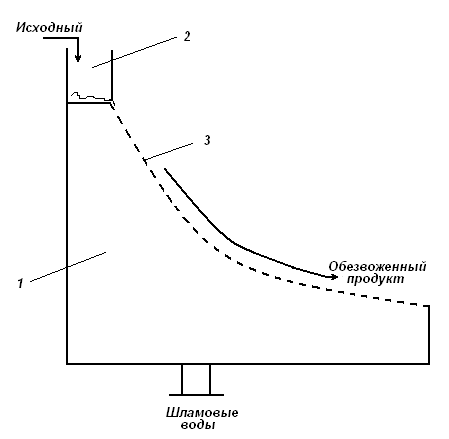 Исходный
2
3
Обезвоженный
продукт
1
Шламовые
воды